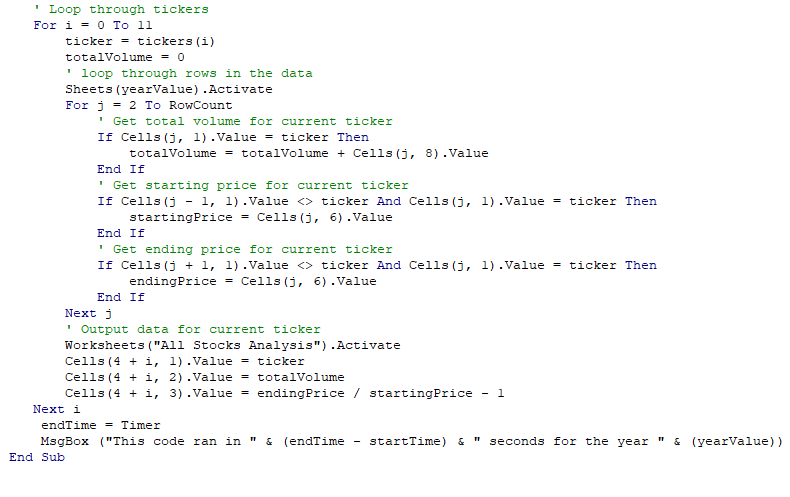 ' Loop through tickers
For i = 0 To 11
ticker = tickers(i)
totalVolume = 0
' loop through rows in the data
Sheets(yearValue).Activate
For j = 2 To RowCount
' Get total volume for current ticker
If Cells(j, 1).Value = ticker Then
totalVolume = totalVolume + Cells(j, 8).Value
End If
' Get starting price for current ticker
If Cells(j - 1, 1).Value <> ticker And Cells(j, 1).Value = ticker Then
startingPrice = Cells(j, 6).Value
End If
' Get ending price for current ticker
If Cells(j + 1, 1).Value <> ticker And Cells(j, 1).Value = ticker Then
endingPrice = Cells(j, 6).Value
End If
Next j
' Output data for current ticker
Worksheets("All Stocks Analysis").Activate
Cells(4 + i, 1).Value = ticker
Cells(4 + i, 2).Value = totalVolume
Cells(4 + i, 3).Value = endingPrice / startingPrice - 1
Next i
endTime = Timer
MsgBox ("This code ran in " & (endTime - startTime) & " seconds for the year " & (yearValue))
End Sub